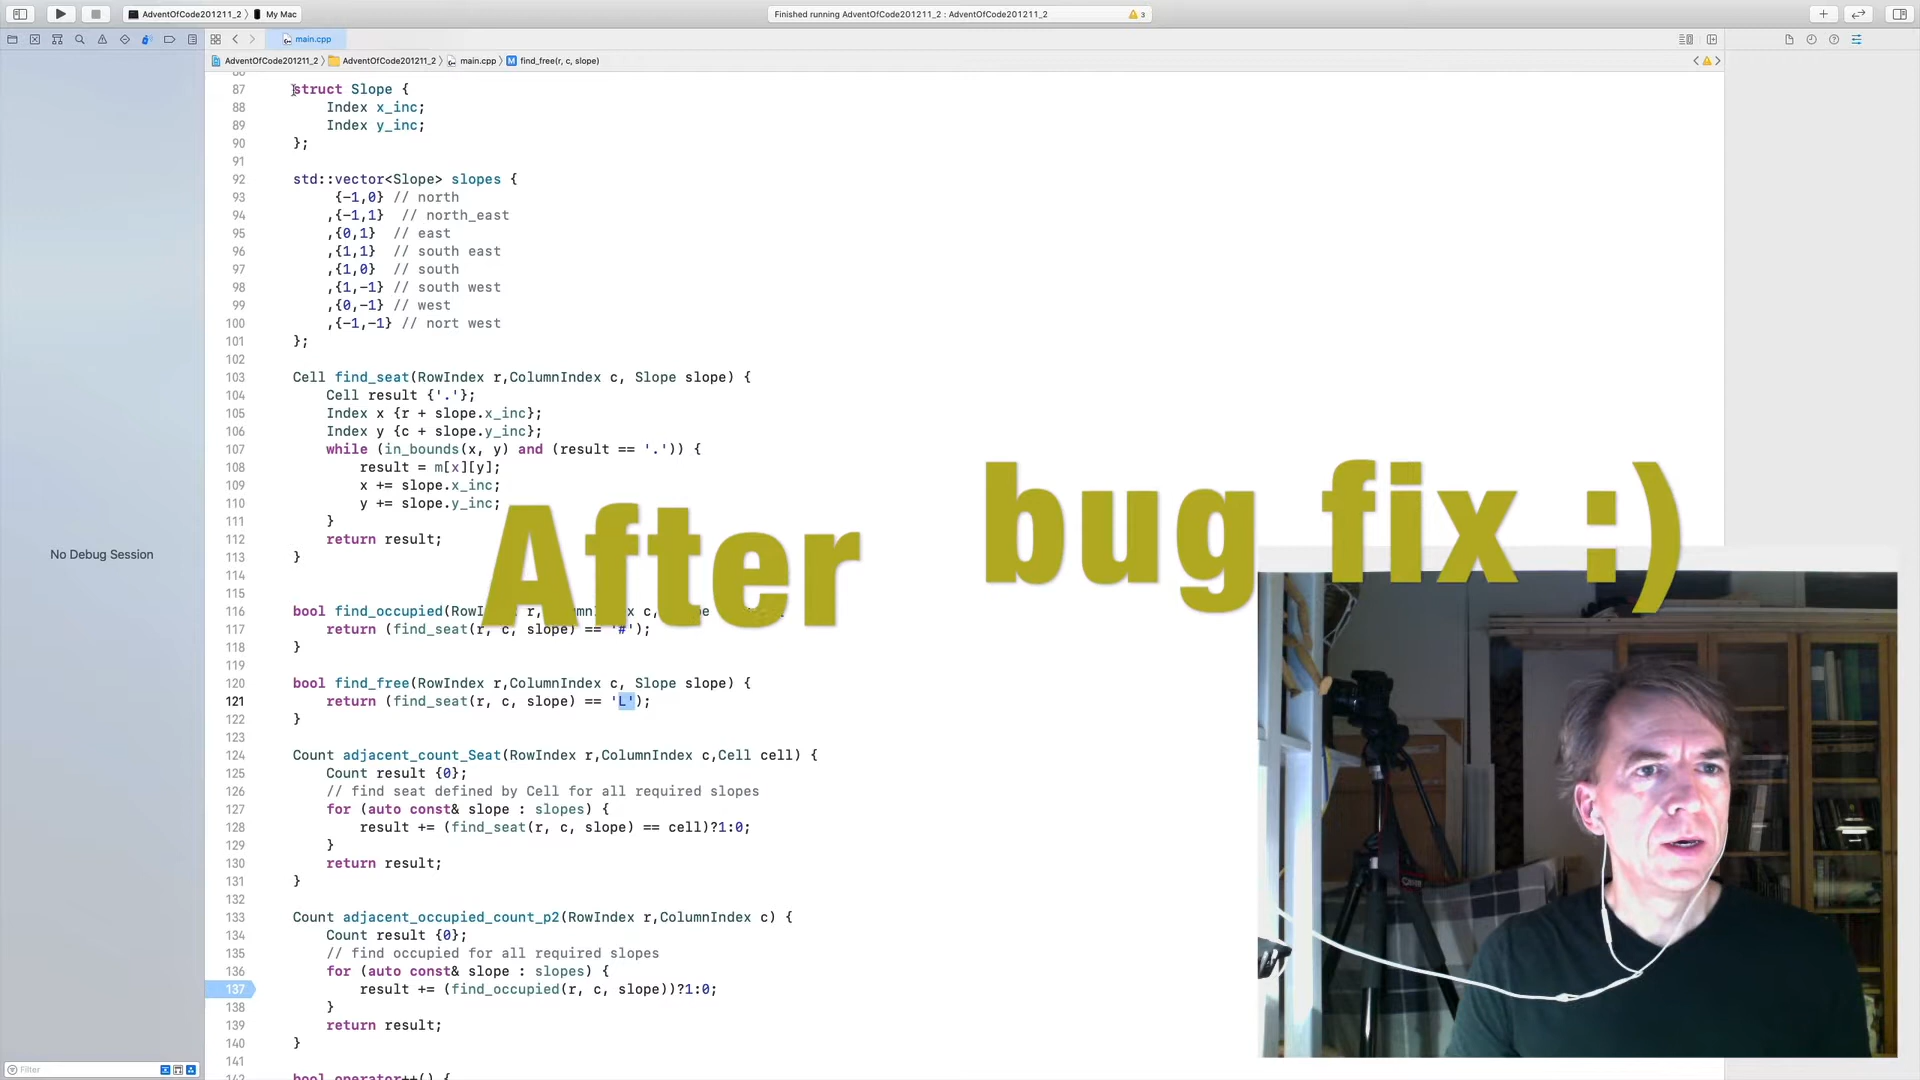 AdventOfCode201211_2 〉 My Mac
Finished running AdventOfCode201211_2 : AdventOfCode201211_2
3
main.cpp
AdventOfCode201211_2 〉 AdventOfCode201211_2 〉 main.cpp 〉 M find_free(r, c, slope)
87 struct Slope {
88 Index x_inc;
89 Index y_inc;
90 };
91
92 std::vector<Slope> slopes {
93 {-1,0} // north
94 ,{-1,1} // north_east
95 ,{0,1} // east
96 ,{1,1} // south east
97 ,{1,0} // south
98 ,{1,-1} // south west
99 ,{0,-1} // west
100 ,{-1,-1} // nort west
101 };
102
103 Cell find_seat(RowIndex r,ColumnIndex c, Slope slope) {
104 Cell result {'.'};
105 Index x {r + slope.x_inc};
106 Index y {c + slope.y_inc};
107 while (in_bounds(x, y) and (result == '.')) {
108 result = m[x][y];
109 x += slope.x_inc;
110 y += slope.y_inc;
111 }
112 return result;
113 }
114
115
After bug fix :)
116 bool find_occupied(RowI r, c,
117 return (find_seat(r, c, slope) == '#');
118 }
119
120 bool find_free(RowIndex r,ColumnIndex c, Slope slope) {
121 return (find_seat(r, c, slope) == 'L');
122 }
123
124 Count adjacent_count_Seat(RowIndex r,ColumnIndex c,Cell cell) {
125 Count result {0};
126 // find seat defined by Cell for all required slopes
127 for (auto const& slope : slopes) {
128 result += (find_seat(r, c, slope) == cell)?1:0;
129 }
130 return result;
131 }
132
133 Count adjacent_occupied_count_p2(RowIndex r,ColumnIndex c) {
134 Count result {0};
135 // find occupied for all required slopes
136 for (auto const& slope : slopes) {
137 result += (find_occupied(r, c, slope))?1:0;
138 }
139 return result;
140 }
141
142 bool operator++() {
No Debug Session
Filter